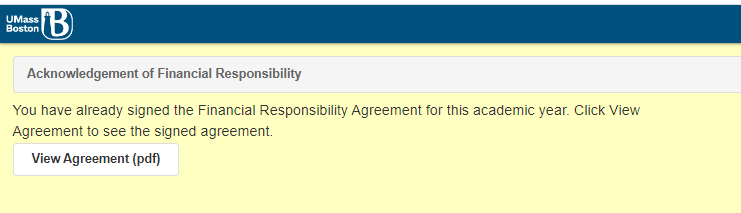 UMass
Boston
B
Acknowledgement of Financial Responsibility
You have already signed the Financial Responsibility Agreement for this academic year. Click View
Agreement to see the signed agreement.
View Agreement (pdf)